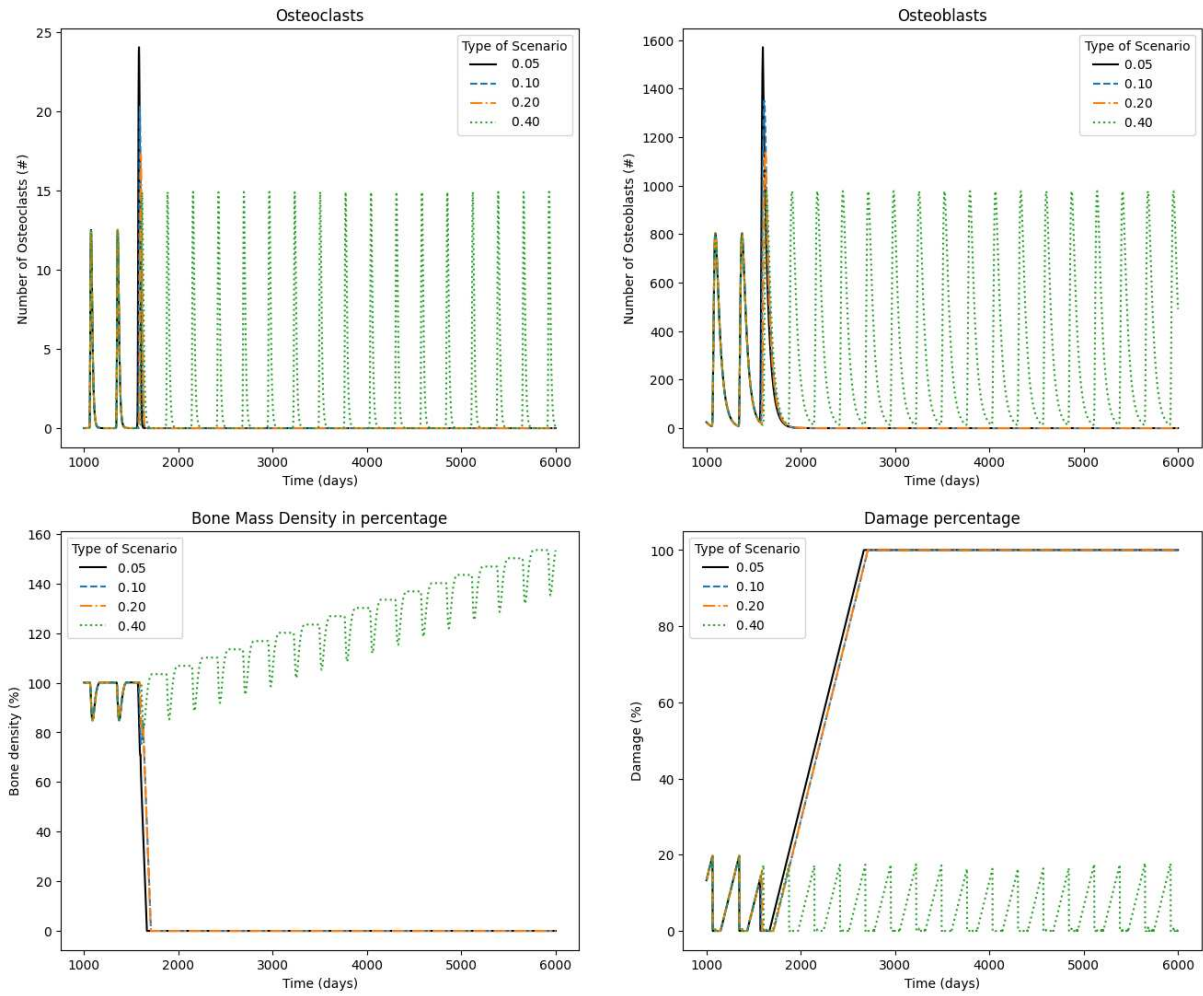 Osteoclasts
Number of Osteoclasts (#)
25
20
15
10
5
0
Type of Scenario
0.05
0.10
0.20
0.40
1000 2000 3000 4000 5000 6000
Time (days)
Osteoblasts
Number of Osteoblasts (#)
1600
1400
1200
1000
800
600
400
200
0
Type of Scenario
0.05
0.10
0.20
0.40
1000 2000 3000 4000 5000 6000
Time (days)
Bone Mass Density in percentage
Bone density (%)
160
140
120
100
80
60
40
20
0
Type of Scenario
0.05
0.10
0.20
0.40
1000 2000 3000 4000 5000 6000
Time (days)
Damage percentage
Damage (%)
100
80
60
40
20
0
Type of Scenario
0.05
0.10
0.20
0.40
1000 2000 3000 4000 5000 6000
Time (days)